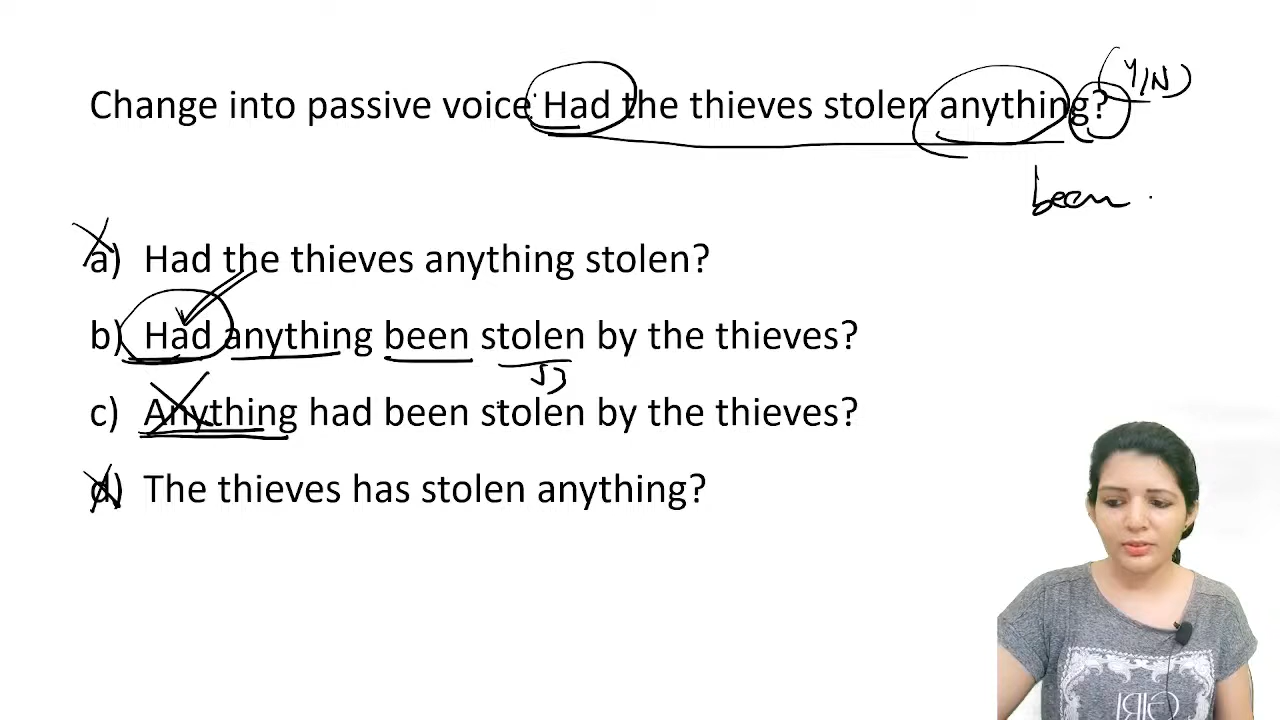 Change into passive voice Had the thieves stolen anything?
(Y/N)
been
a) Had the thieves anything stolen?
b) Had anything been stolen by the thieves?
c) Anything had been stolen by the thieves?
d) The thieves has stolen anything?